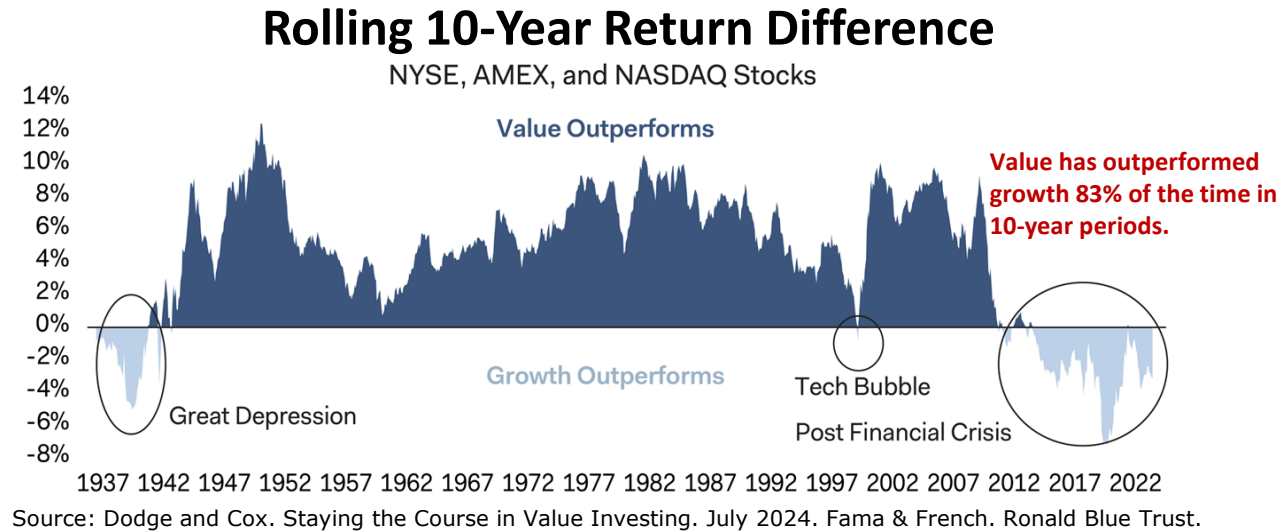 Rolling 10-Year Return Difference
NYSE, AMEX, and NASDAQ Stocks
14%
12%
10%
8%
6%
4%
2%
0%
-2%
-4%
-6%
-8%
Value Outperforms
Value has outperformed
growth 83% of the time in
10-year periods.
Growth Outperforms
Great Depression
Tech Bubble
Post Financial Crisis
1937 1942 1947 1952 1957 1962 1967 1972 1977 1982 1987 1992 1997 2002 2007 2012 2017 2022
Source: Dodge and Cox. Staying the Course in Value Investing. July 2024. Fama & French. Ronald Blue Trust.